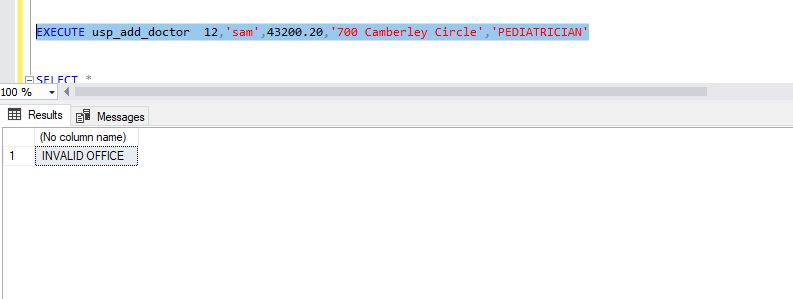 EXECUTE usp_add_doctor  12,'sam',43200.20,'700 Camberley Circle','PEDIATRICIAN'
SELECT *
100 %
Results Messages
(No column name)
1 INVALID OFFICE